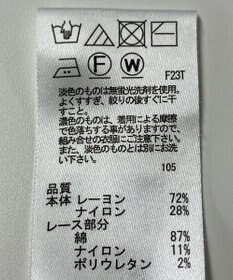 F W
F23T
淡色のものは無蛍光洗剤を使用。
よくすすぎ、絞りの後すぐに干
すこと。
濃色のものは、着用による摩擦
で色落ちする事がありますので、
組み合せの衣服にご注意下さい。
また、淡色のものとは別にお洗
い下さい。
105
品質
本体 レーヨン 72%
ナイロン 28%
レース部分
綿 87%
ナイロン 11%
ポリウレタン 2%